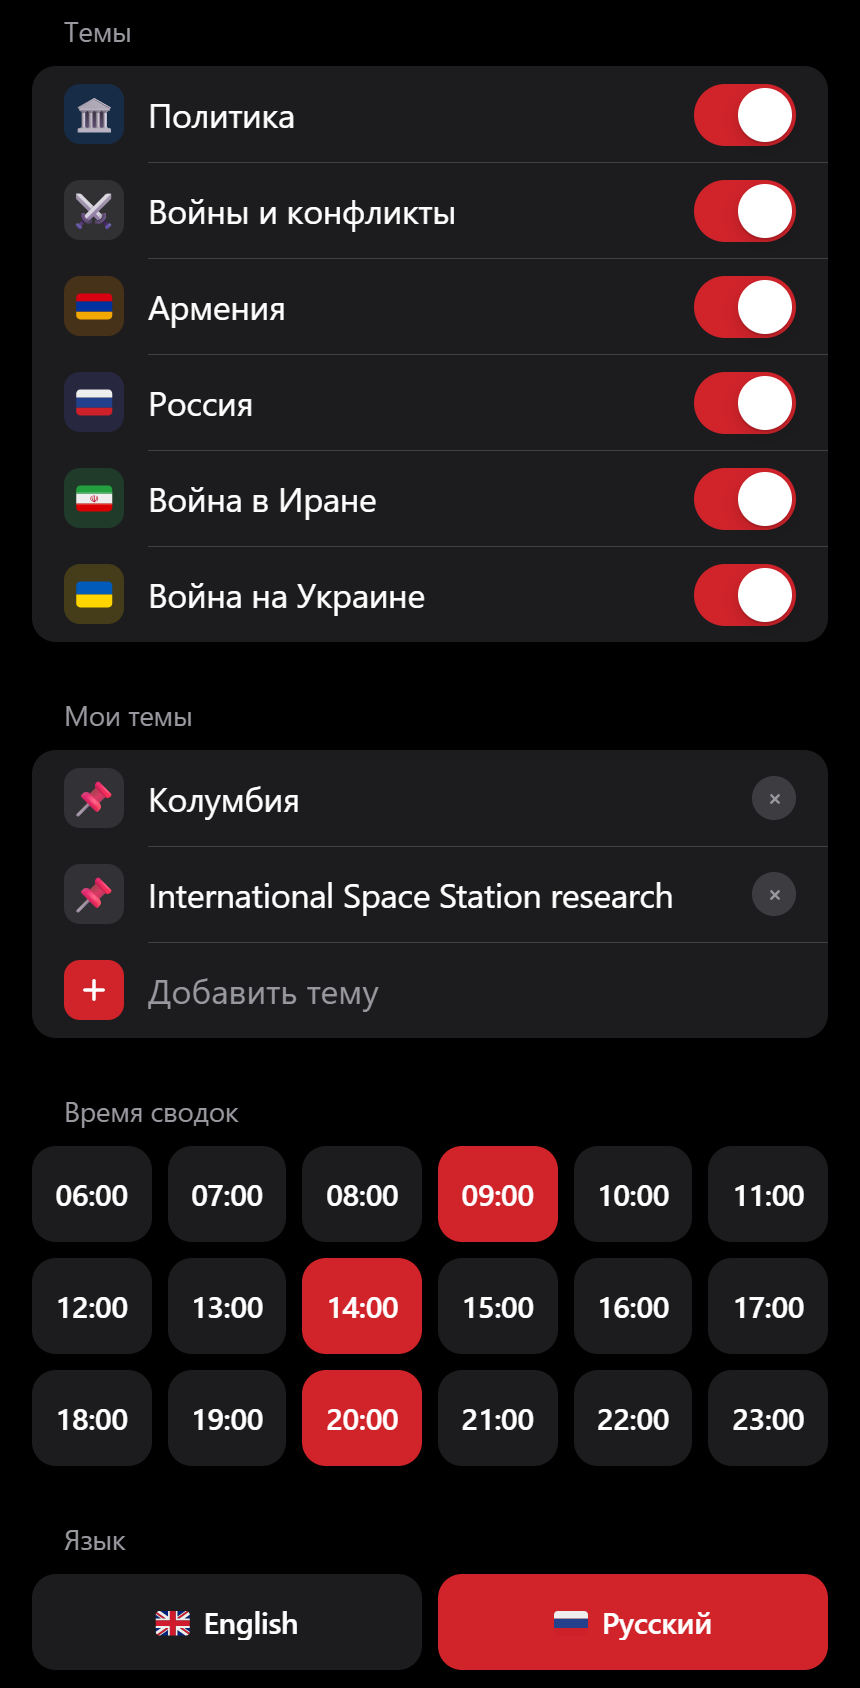 Темы
Политика
Войны и конфликты
Армения
Россия
Война в Иране
Война на Украине
Мои темы
Колумбия
International Space Station research
Добавить тему
Время сводок
06:00 07:00 08:00 09:00 10:00 11:00
12:00 13:00 14:00 15:00 16:00 17:00
18:00 19:00 20:00 21:00 22:00 23:00
Язык
English Русский